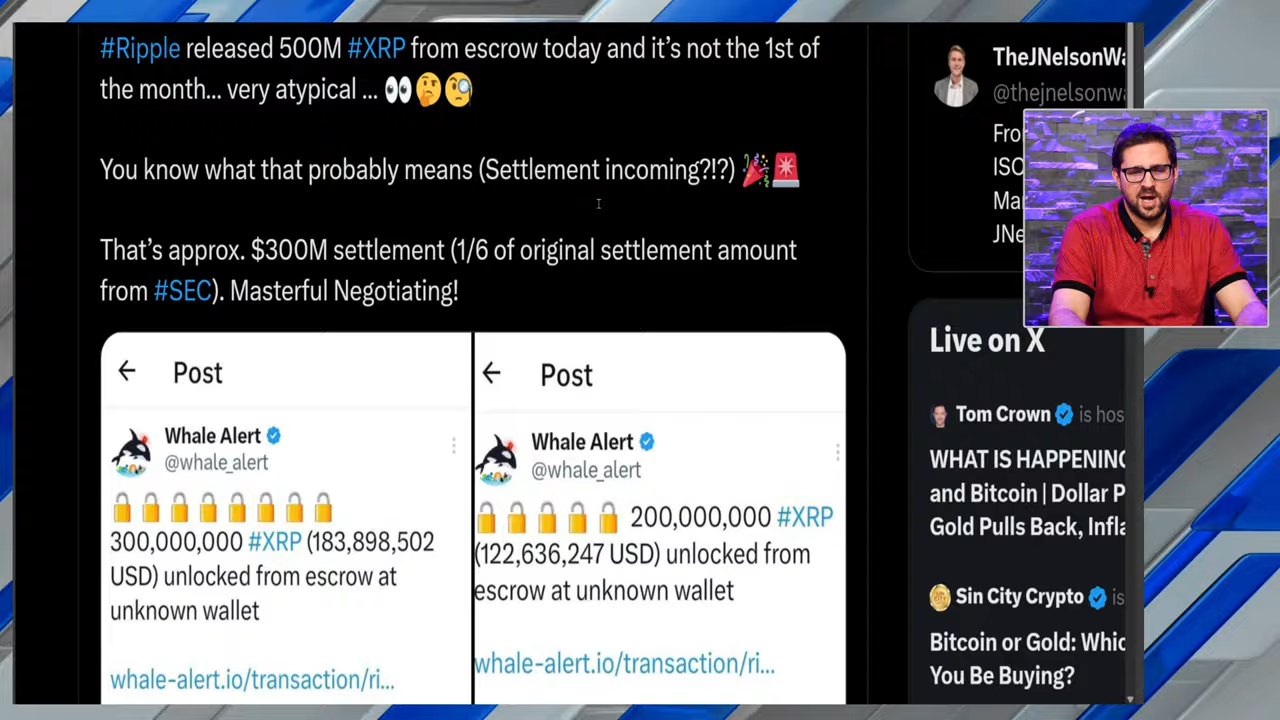 #Ripple released 500M #XRP from escrow today and it's not the 1st of
the month... very atypical ... 👀🤔🧐
You know what that probably means (Settlement incoming?!?) 🎉🚨
That's approx. $300M settlement (1/6 of original settlement amount
from #SEC). Masterful Negotiating!
← Post
Whale Alert
@whale_alert
🔒🔒🔒🔒🔒🔒🔒🔒
300,000,000 #XRP (183,898,502
USD) unlocked from escrow at
unknown wallet
whale-alert.io/transaction/ri...
← Post
Whale Alert
@whale_alert
🔒🔒🔒🔒🔒 200,000,000 #XRP
(122,636,247 USD) unlocked from
escrow at unknown wallet
whale-alert.io/transaction/ri...
TheJNelsonWa
@thejnelsonwa
Fro
ISO
Ma
JNe
Live on X
Tom Crown is hos
WHAT IS HAPPENING
and Bitcoin | Dollar P
Gold Pulls Back, Infla
Sin City Crypto is
Bitcoin or Gold: Whic
You Be Buying?